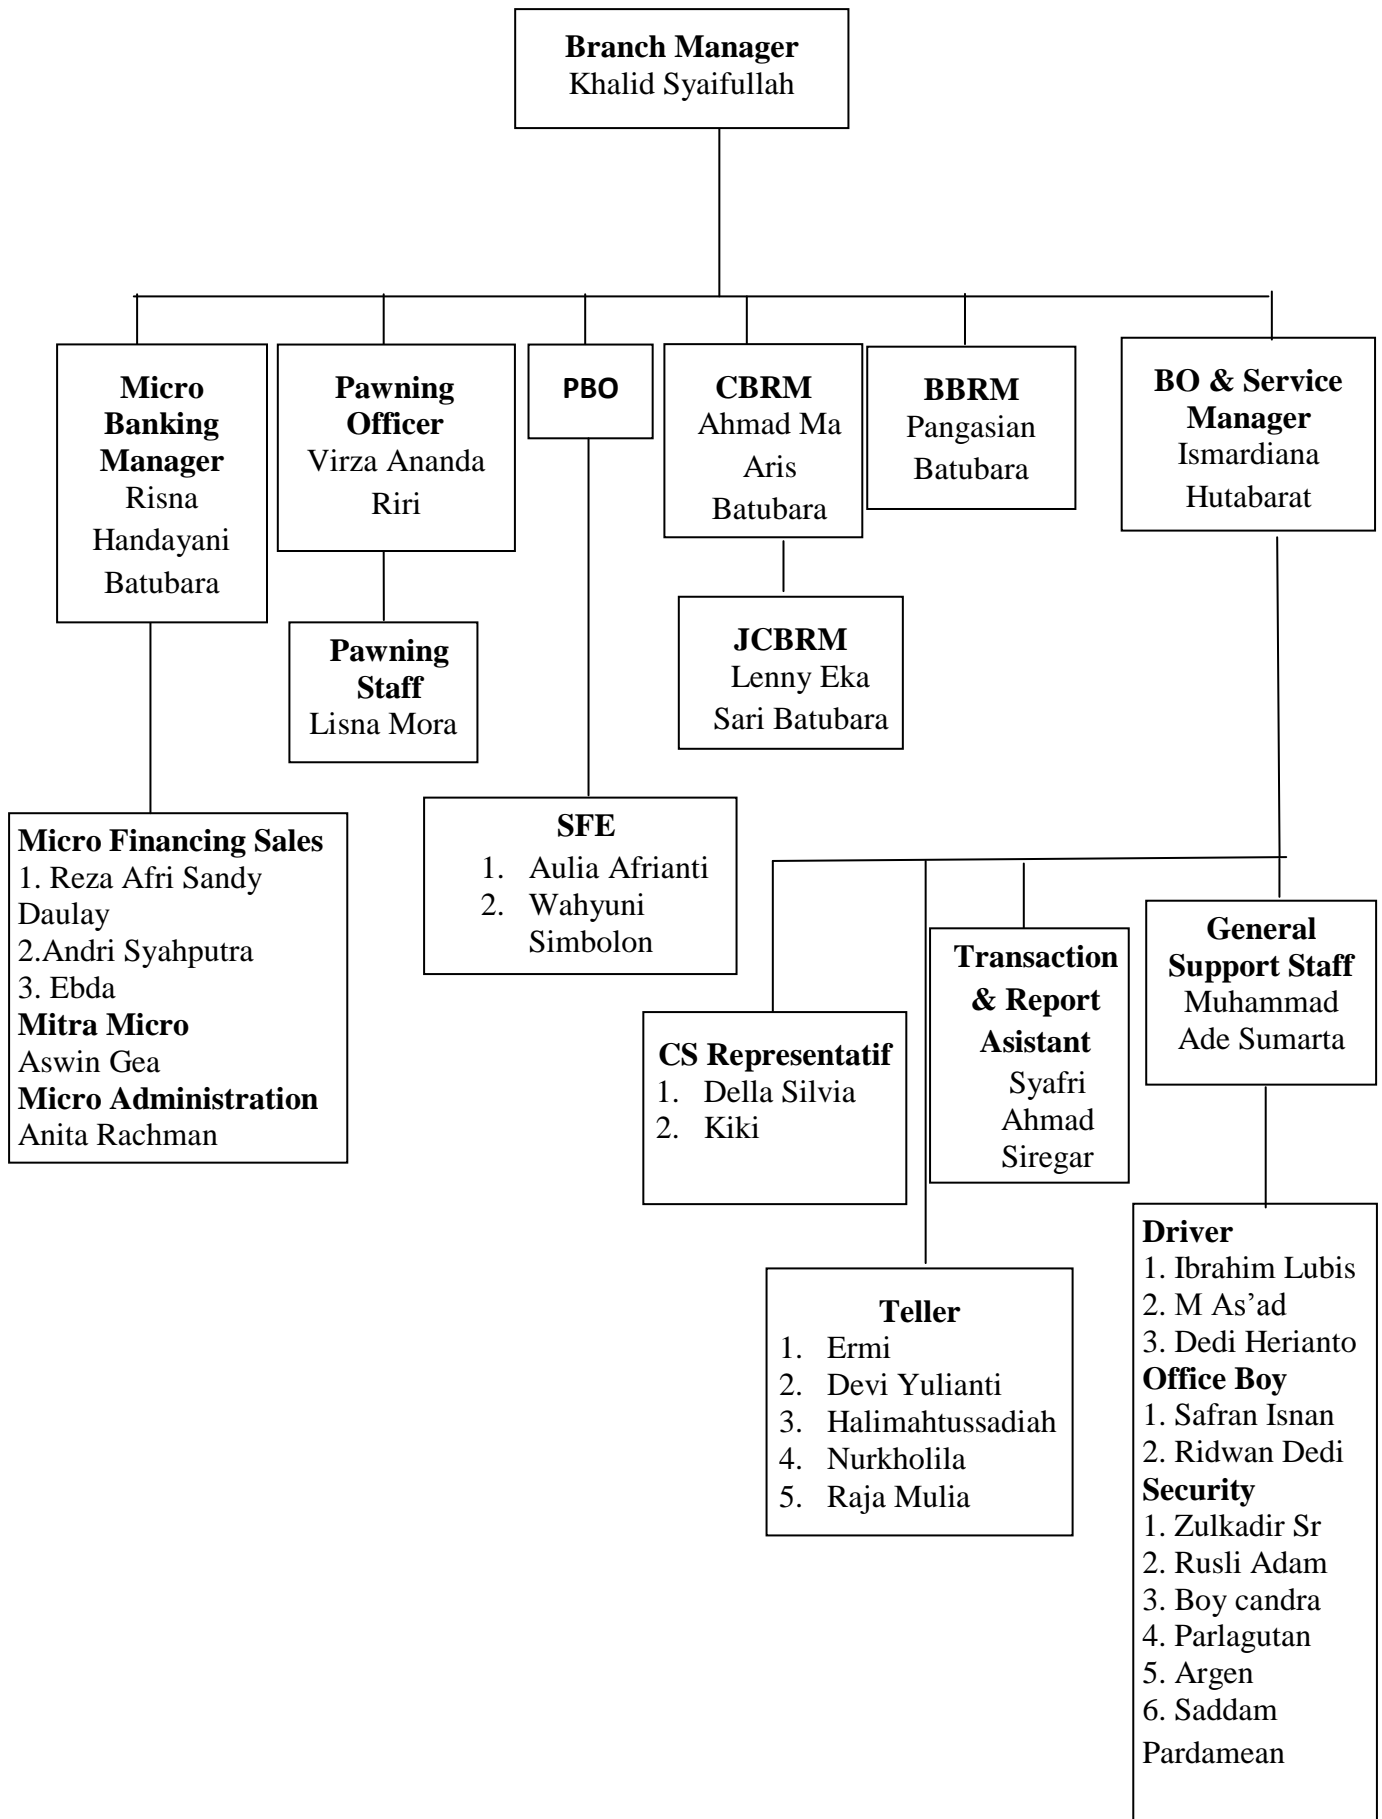 Branch Manager
Khalid Syaifullah
Micro
Banking
Manager
Risna
Handayani
Batubara
Pawning
Officer
Virza Ananda
Riri
PBO
CBRM
Ahmad Ma
Aris
Batubara
BBRM
Pangasian
Batubara
BO & Service
Manager
Ismardiana
Hutabarat
Pawning
Staff
Lisna Mora
JCBRM
Lenny Eka
Sari Batubara
Micro Financing Sales
1. Reza Afri Sandy
Daulay
2.Andri Syahputra
3. Ebda
Mitra Micro
Aswin Gea
Micro Administration
Anita Rachman
SFE
1. Aulia Afrianti
2. Wahyuni
Simbolon
CS Representatif
1. Della Silvia
2. Kiki
Transaction
& Report
Asistant
Syafri
Ahmad
Siregar
General
Support Staff
Muhammad
Ade Sumarta
Teller
1. Ermi
2. Devi Yulianti
3. Halimahtussadiah
4. Nurkholila
5. Raja Mulia
Driver
1. Ibrahim Lubis
2. M As’ad
3. Dedi Herianto
Office Boy
1. Safran Isnan
2. Ridwan Dedi
Security
1. Zulkadir Sr
2. Rusli Adam
3. Boy candra
4. Parlagutan
5. Argen
6. Saddam
Pardamean